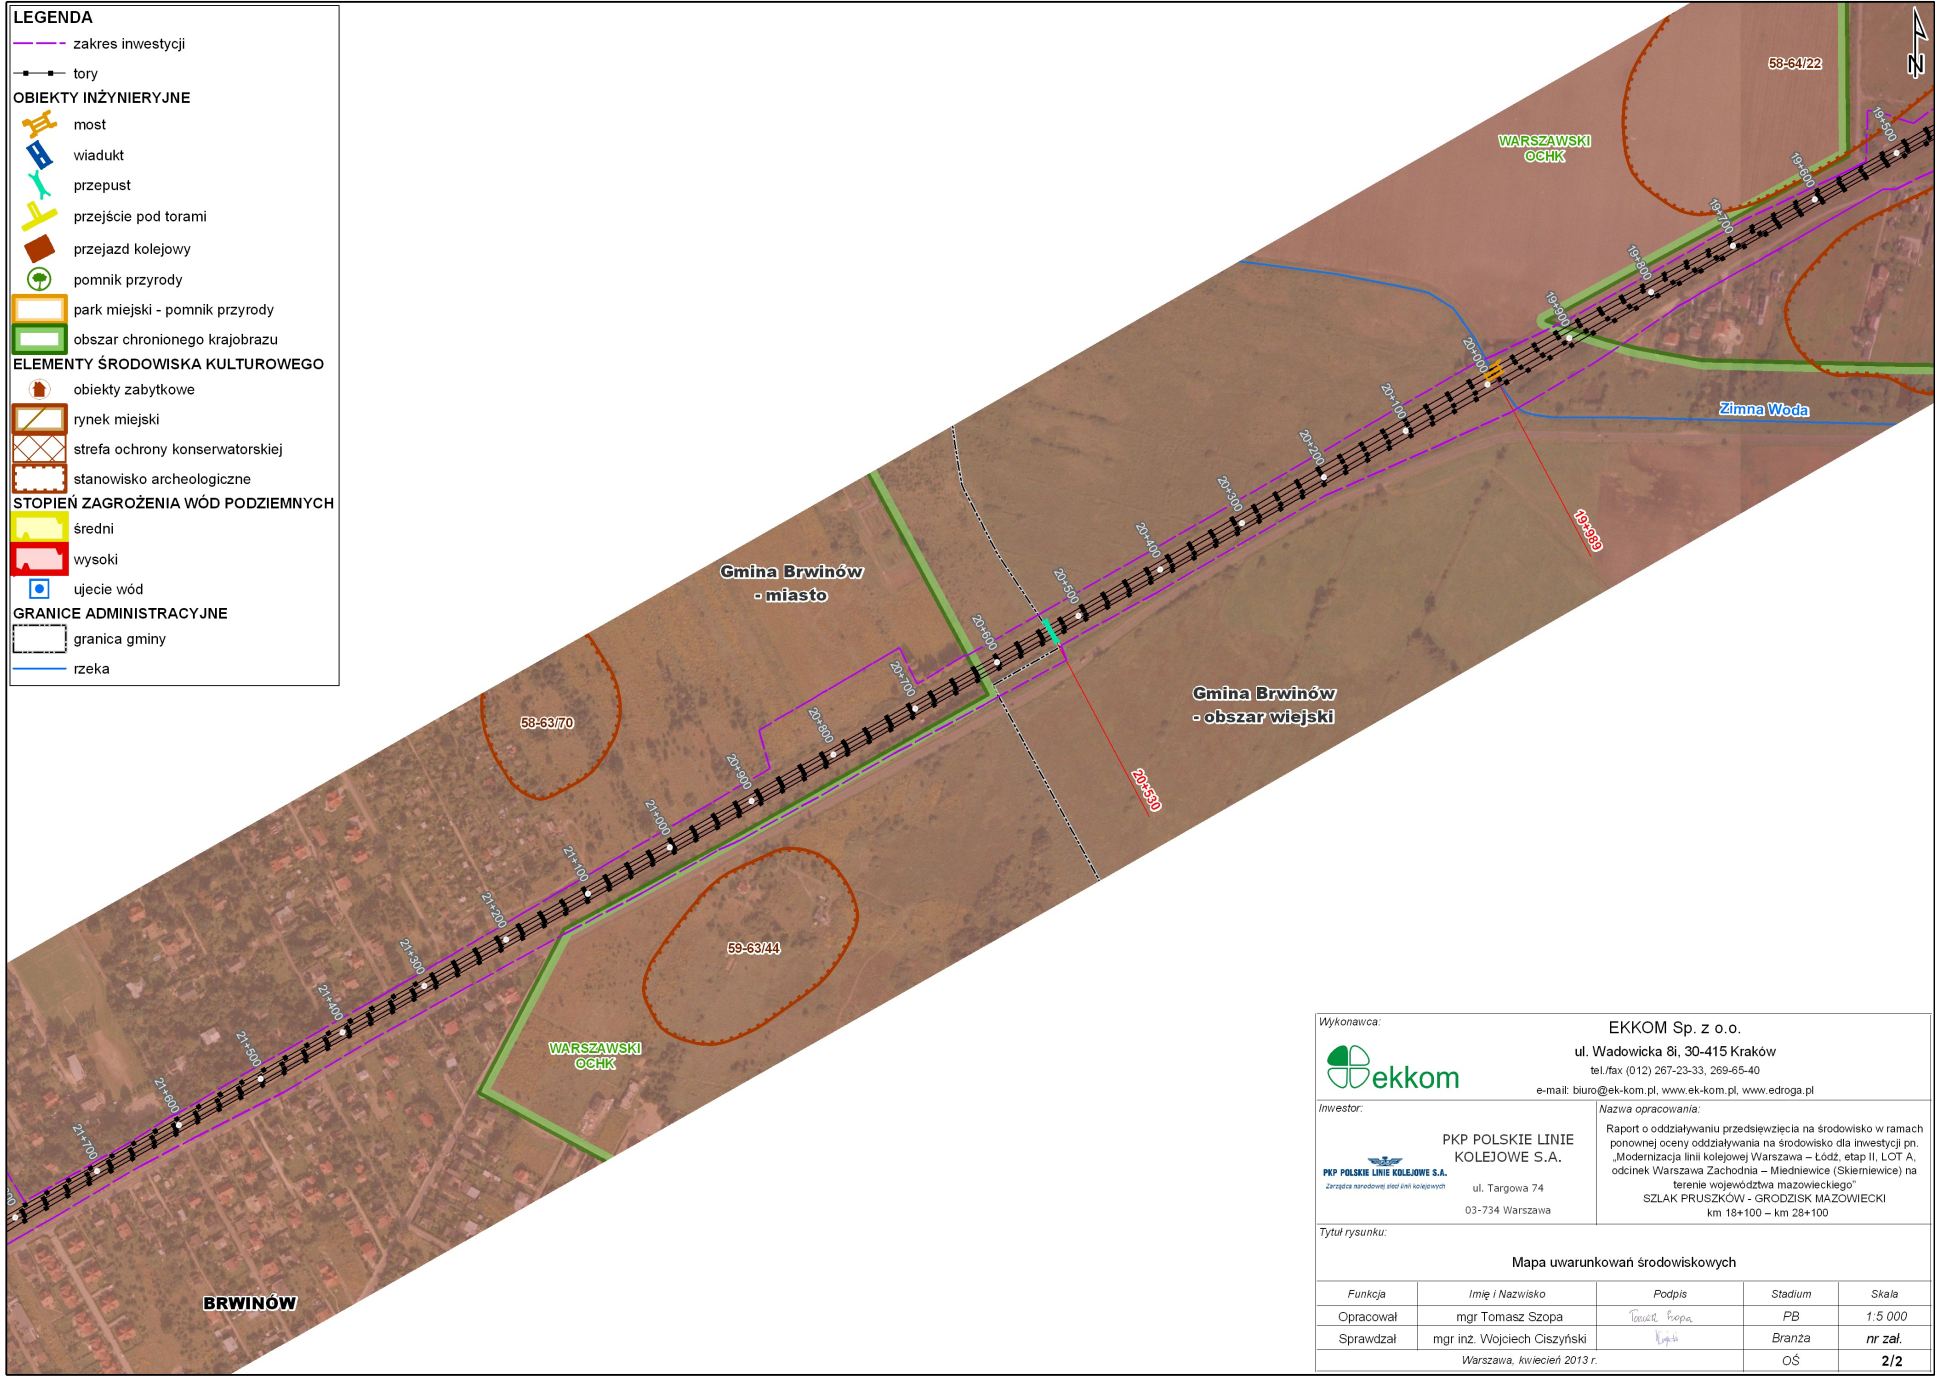 LEGENDA
zakres inwestycji
tory
OBIEKTY INŻYNIERYJNE
most
wiadukt
przepust
przejście pod torami
przejazd kolejowy
pomnik przyrody
park miejski - pomnik przyrody
obszar chronionego krajobrazu
ELEMENTY ŚRODOWISKA KULTUROWEGO
obiekty zabytkowe
rynek miejski
strefa ochrony konserwatorskiej
stanowisko archeologiczne
STOPIEŃ ZAGROŻENIA WÓD PODZIEMNYCH
średni
wysoki
ujecie wód
GRANICE ADMINISTRACYJNE
granica gminy
rzeka
N
58-64/22
WARSZAWSKI
OCHK
19+500
19+600
19+700
19+800
19+900
20+000
20+100
20+200
20+300
20+400
20+500
20+600
20+700
20+800
20+900
21+000
21+100
21+200
21+300
21+400
21+500
21+600
21+700
Zimna Woda
19+989
Gmina Brwinów
- miasto
Gmina Brwinów
- obszar wiejski
20+530
58-63/70
59-63/44
WARSZAWSKI
OCHK
BRWINÓW
Wykonawca:
ekkom
EKKOM Sp. z o.o.
ul. Wadowicka 8i, 30-415 Kraków
tel./fax (012) 267-23-33, 269-65-40
e-mail: biuro@ek-kom.pl, www.ek-kom.pl, www.edroga.pl
Inwestor:
PKP POLSKIE LINIE KOLEJOWE S.A.
Zarządca narodowej sieci linii kolejowych
PKP POLSKIE LINIE
KOLEJOWE S.A.
ul. Targowa 74
03-734 Warszawa
Nazwa opracowania:
Raport o oddziaływaniu przedsięwzięcia na środowisko w ramach
ponownej oceny oddziaływania na środowisko dla inwestycji pn.
„Modernizacja linii kolejowej Warszawa – Łódź, etap II, LOT A,
odcinek Warszawa Zachodnia – Miedniewice (Skierniewice) na
terenie województwa mazowieckiego”
SZLAK PRUSZKÓW - GRODZISK MAZOWIECKI
km 18+100 – km 28+100
Tytuł rysunku:
Mapa uwarunkowań środowiskowych
Funkcja Imię i Nazwisko Podpis Stadium Skala
Opracował mgr Tomasz Szopa Tomasz Szopa PB 1:5 000
Sprawdzał mgr inż. Wojciech Ciszyński Branża nr zał.
Warszawa, kwiecień 2013 r. OŚ 2/2